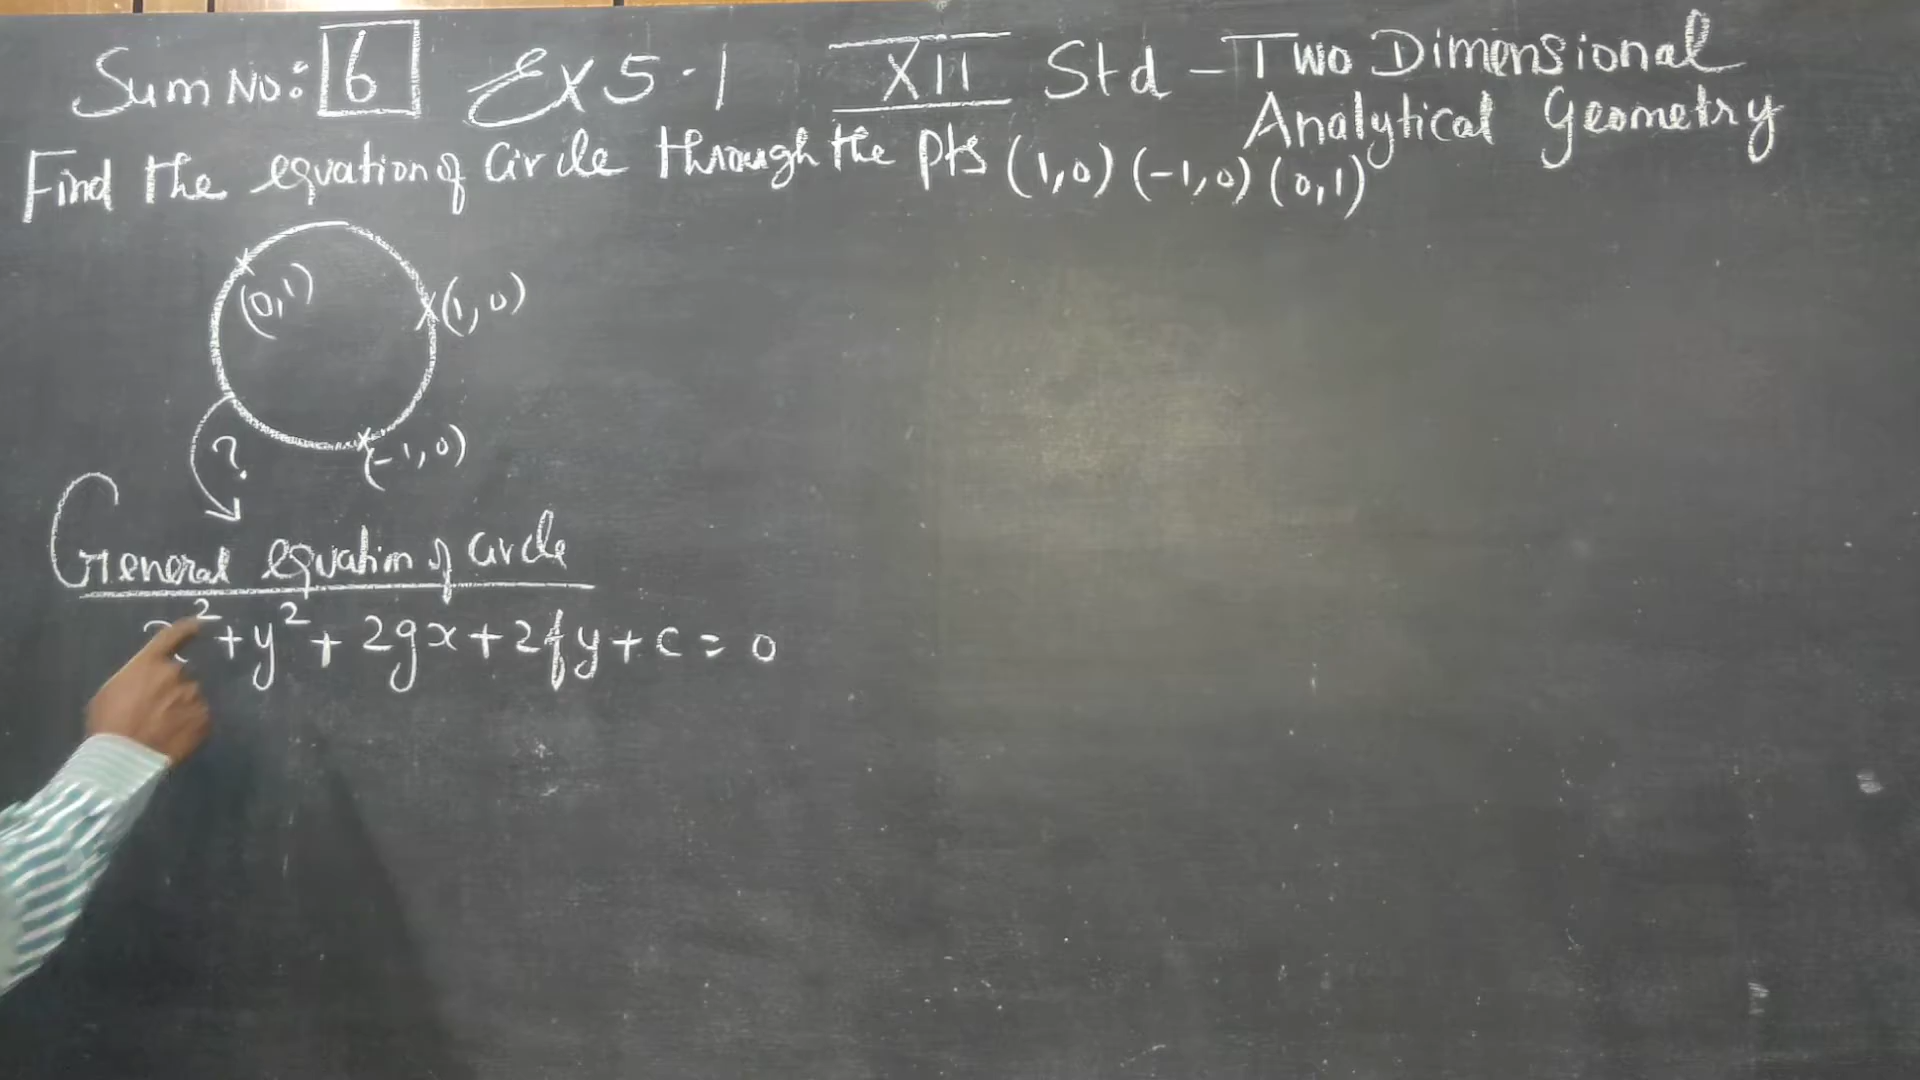 Sum No: 6 Ex 5.1 XII Std - Two Dimensional
Analytical Geometry
Find the equation of circle through the pts (1,0) (-1,0) (0,1)
(0,1)
(1,0)
(-1,0)
?
General equation of circle
x²+y²+2gx+2fy+c=0